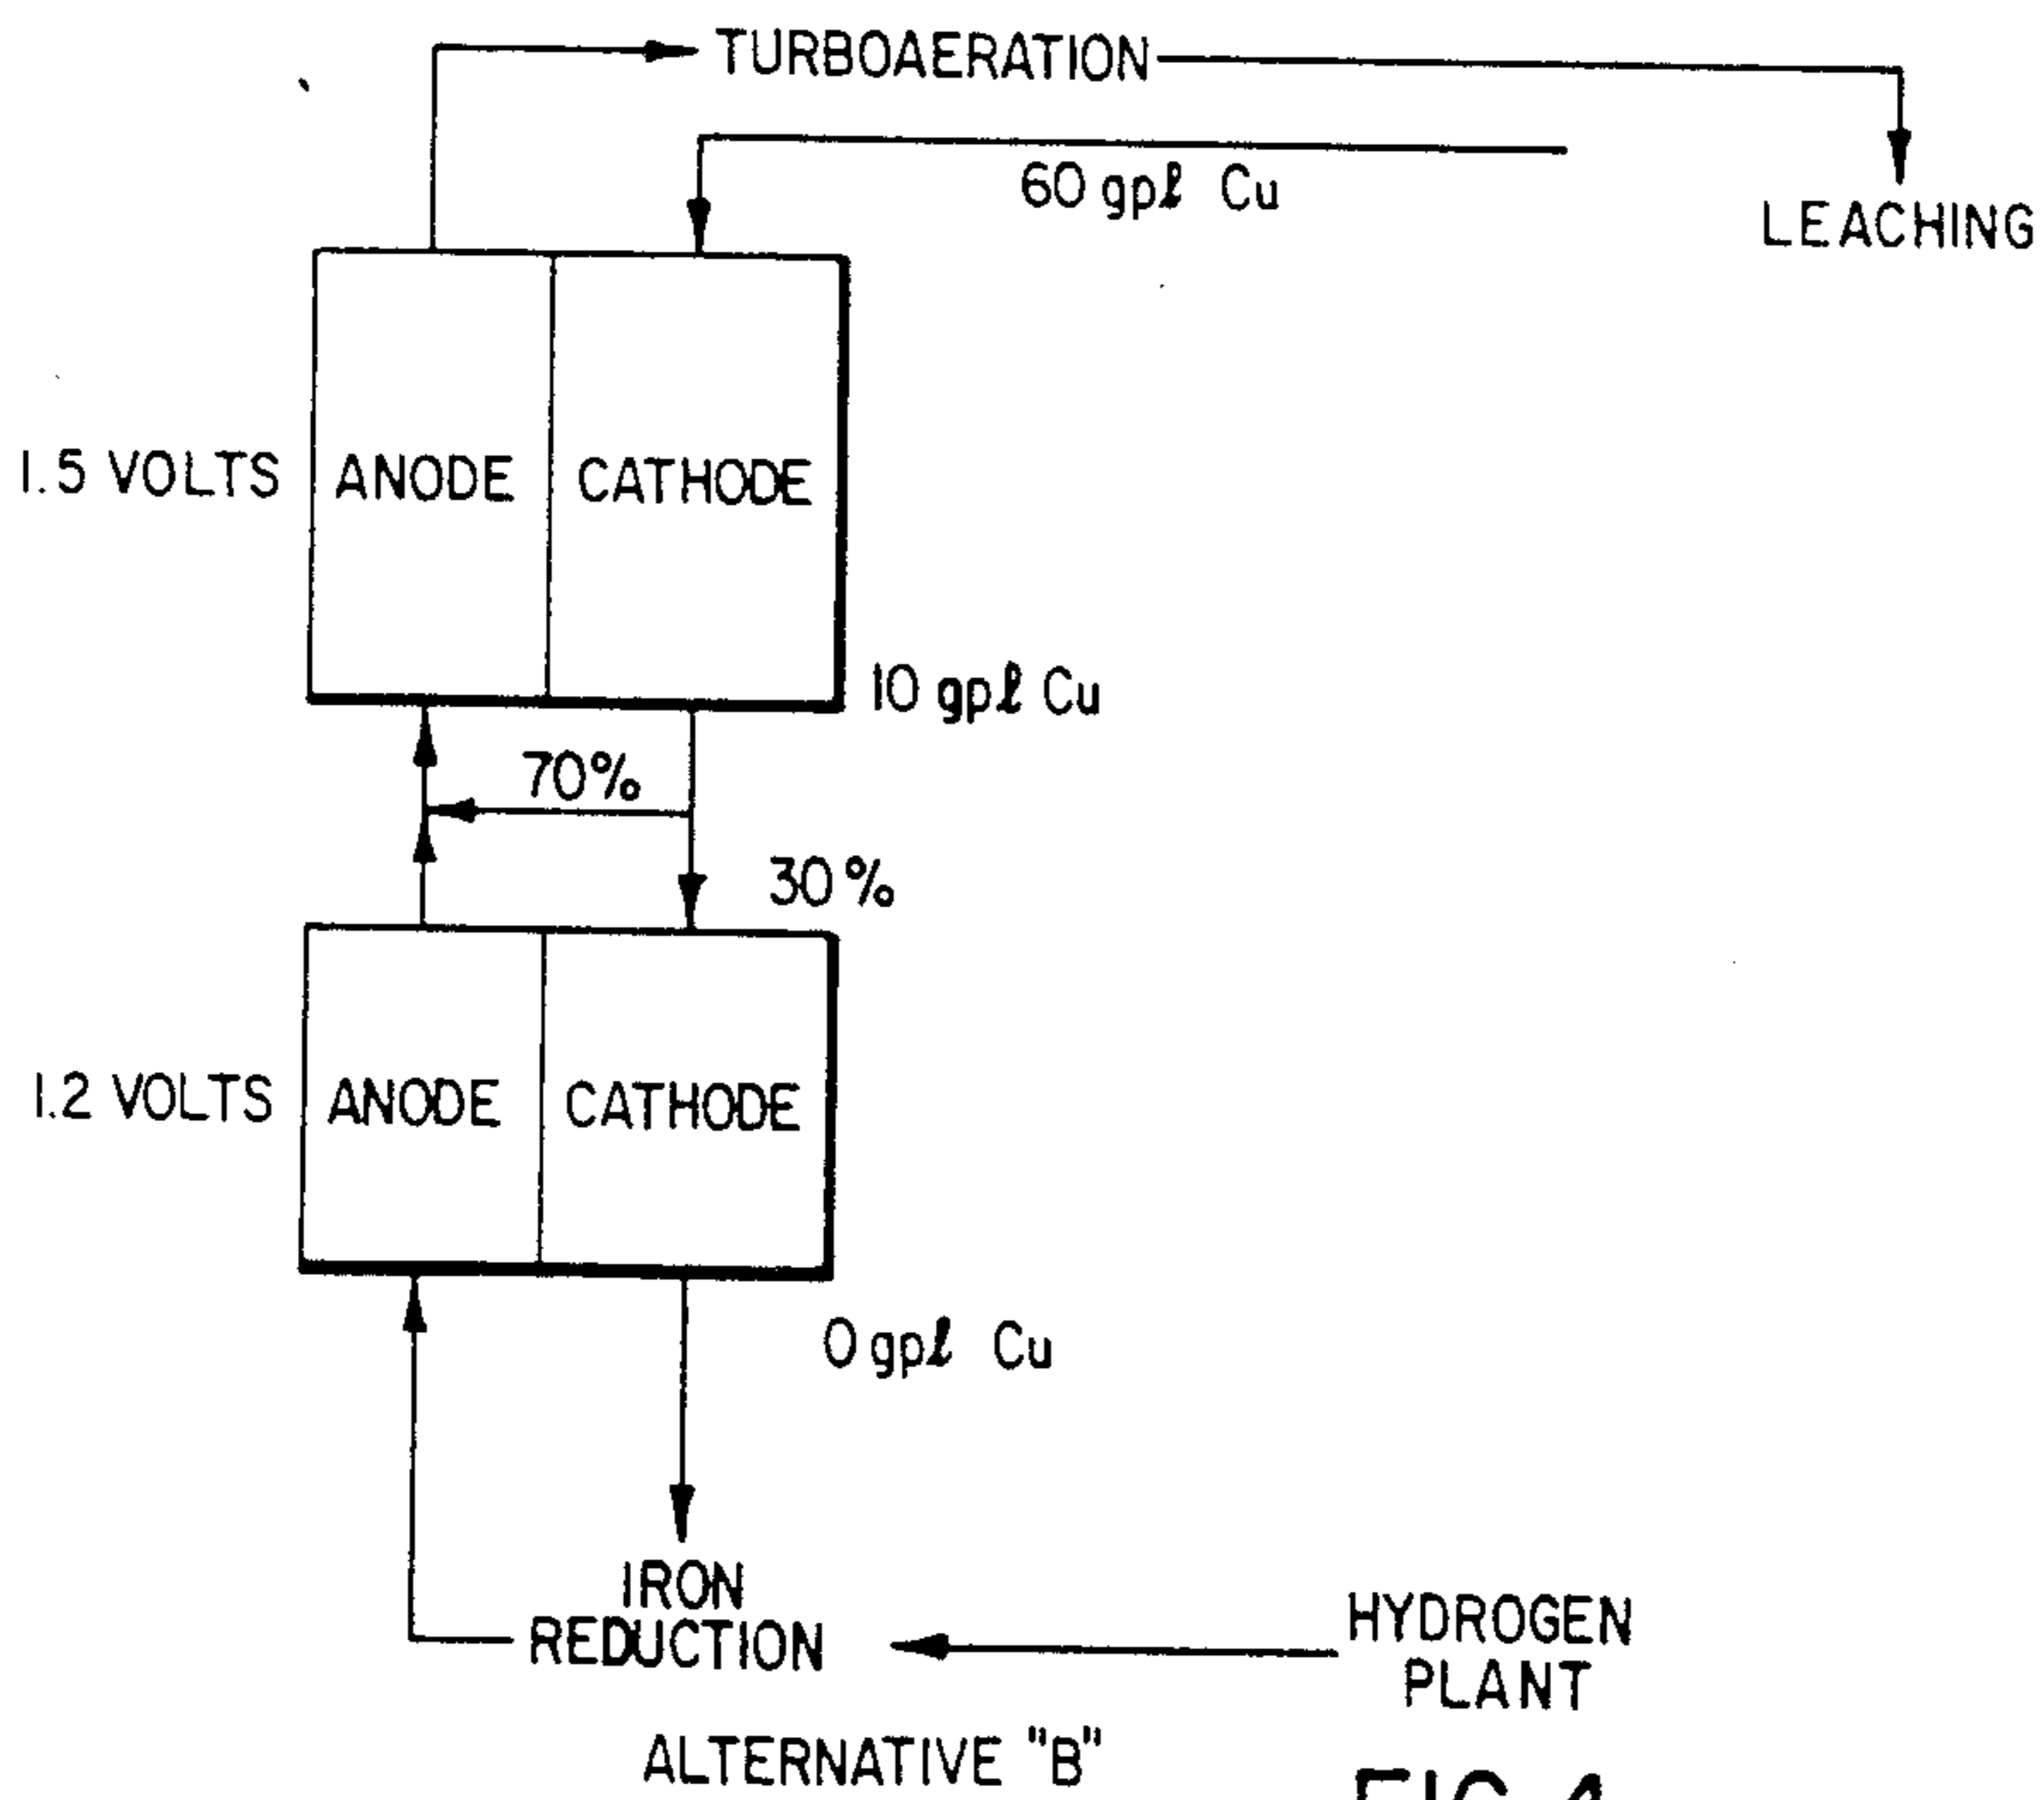 TURBOAERATION
60 gpl Cu
LEACHING
1.5 VOLTS
ANODE
CATHODE
10 gpl Cu
70%
30%
1.2 VOLTS
ANODE
CATHODE
0 gpl Cu
IRON
REDUCTION
HYDROGEN
PLANT
ALTERNATIVE "B"